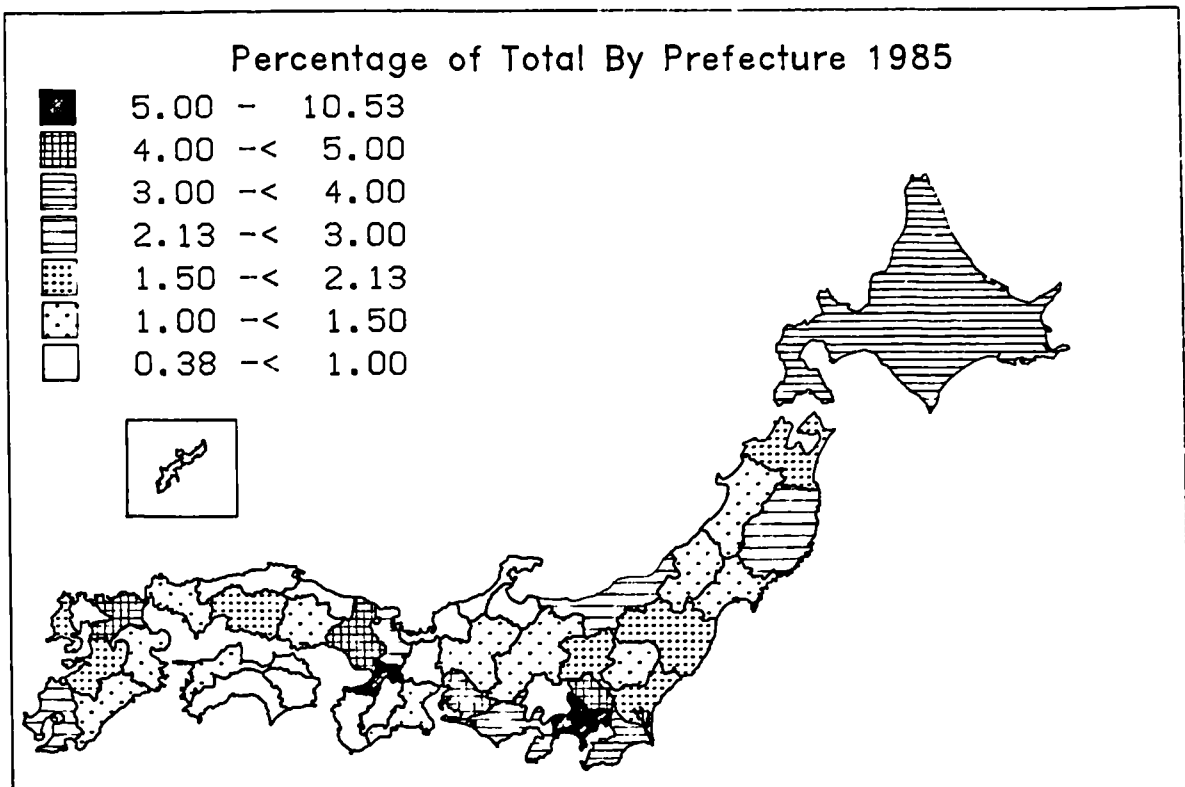 Percentage of Total By Prefecture 1985
5.00 - 10.53
4.00 -< 5.00
3.00 -< 4.00
2.13 -< 3.00
1.50 -< 2.13
1.00 -< 1.50
0.38 -< 1.00